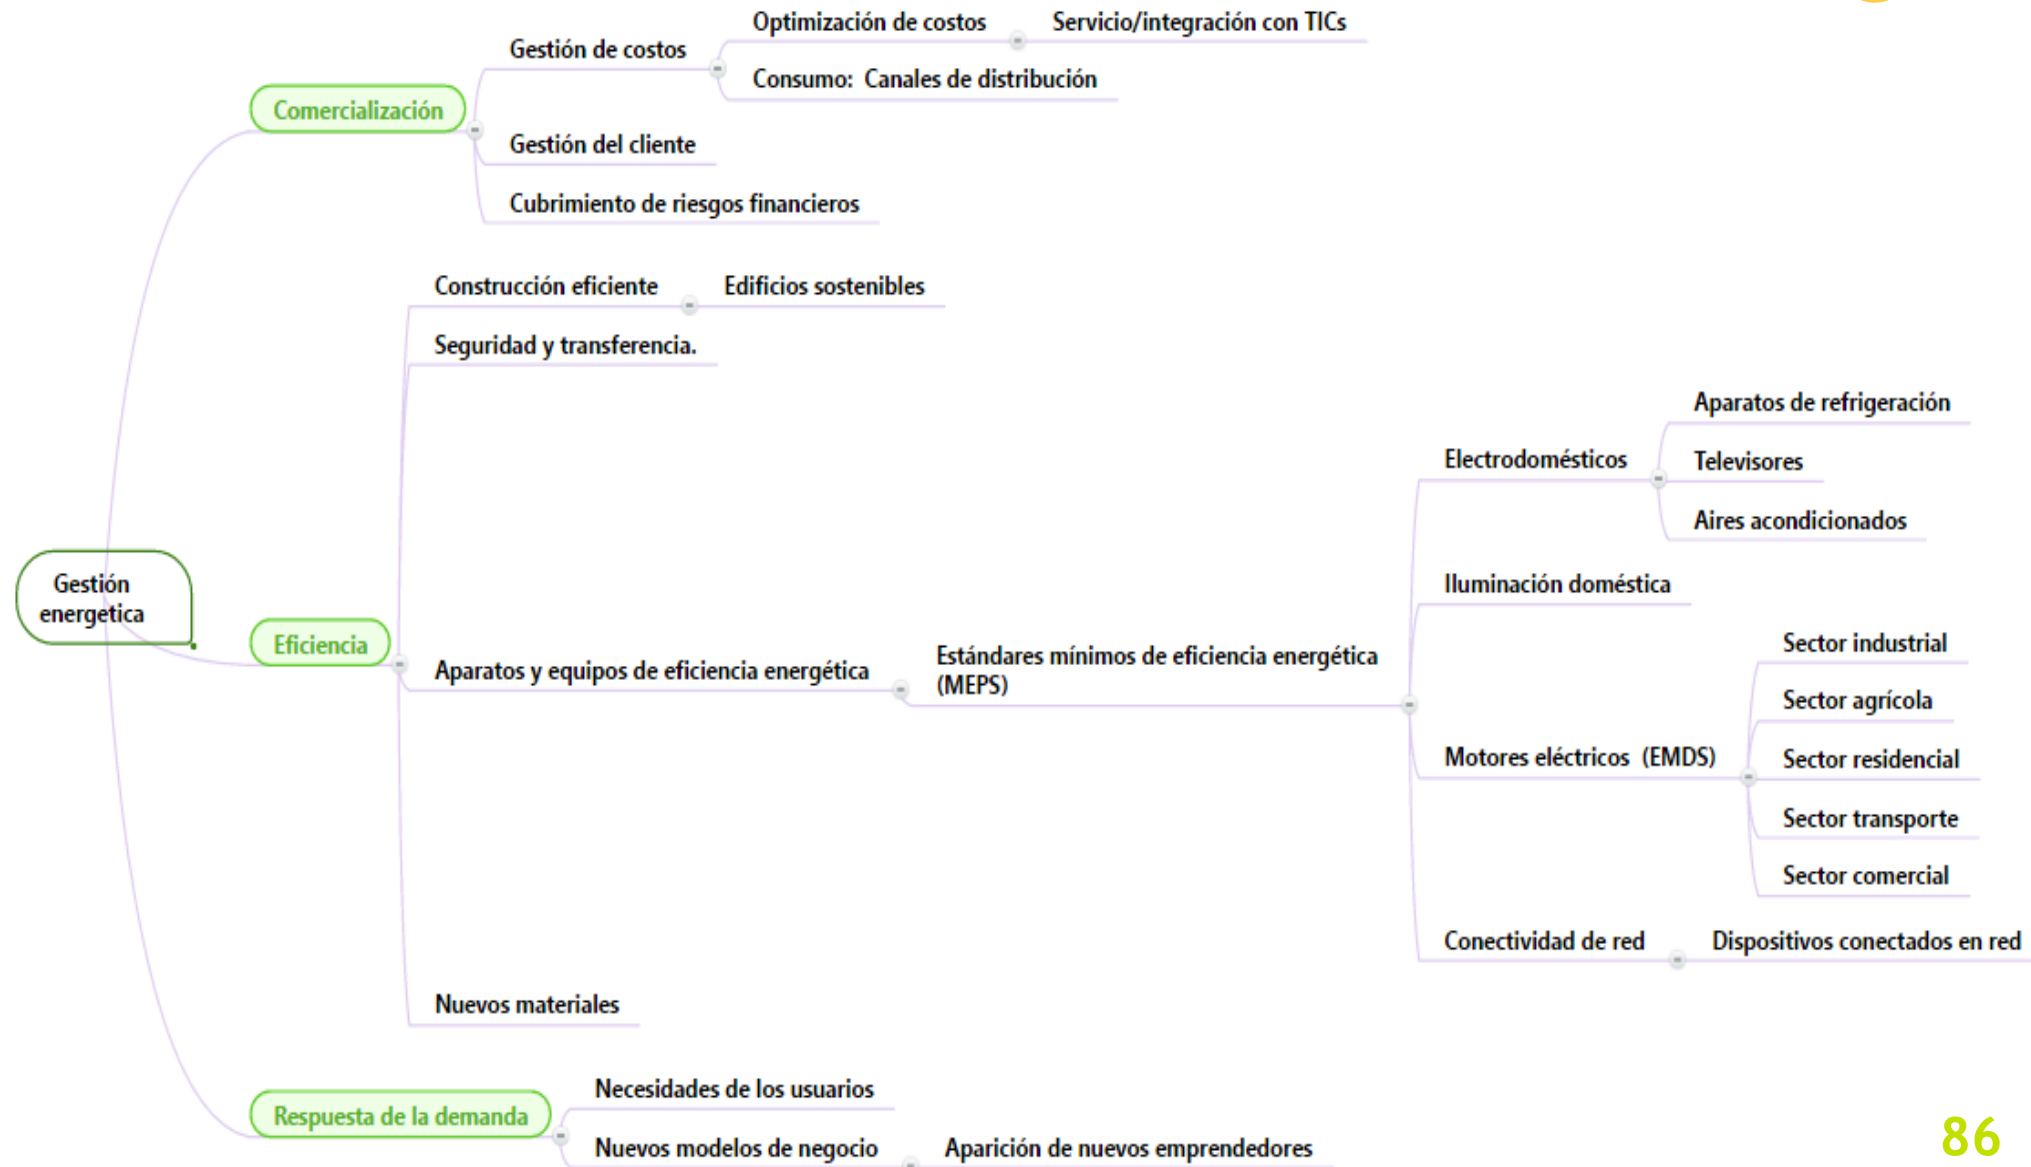 Optimización de costos
Servicio/integración con TICs
Gestión de costos
Consumo: Canales de distribución
Comercialización
Gestión del cliente
Cubrimiento de riesgos financieros
Construcción eficiente
Edificios sostenibles
Seguridad y transferencia.
Aparatos de refrigeración
Electrodomésticos
Televisores
Aires acondicionados
Gestión
energetica
Iluminación doméstica
Eficiencia
Aparatos y equipos de eficiencia energética
Estándares mínimos de eficiencia energética
(MEPS)
Sector industrial
Sector agrícola
Motores eléctricos (EMDS)
Sector residencial
Sector transporte
Sector comercial
Conectividad de red
Dispositivos conectados en red
Nuevos materiales
Necesidades de los usuarios
Respuesta de la demanda
Nuevos modelos de negocio
Aparición de nuevos emprendedores
86